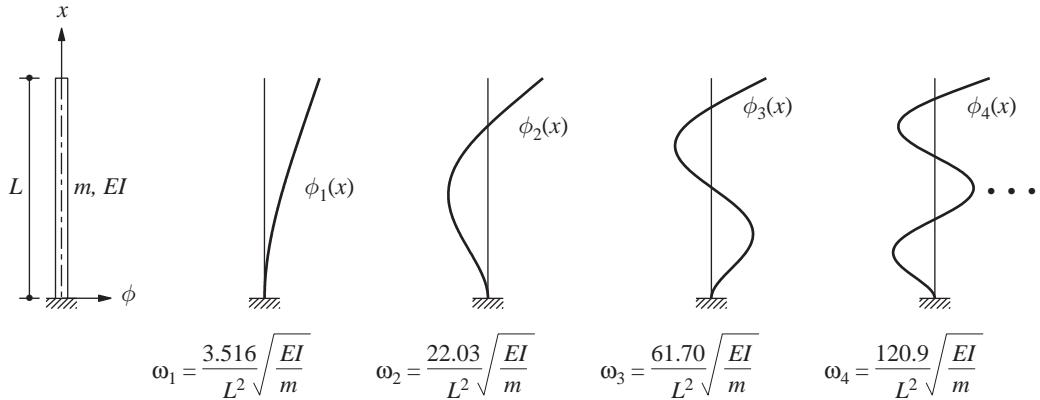 x
L
m, EI
ϕ
ϕ₁(x)
ϕ₂(x)
ϕ₃(x)
ϕ₄(x)
• • •
ω₁ = 3.516/L² √(EI/m)
ω₂ = 22.03/L² √(EI/m)
ω₃ = 61.70/L² √(EI/m)
ω₄ = 120.9/L² √(EI/m)